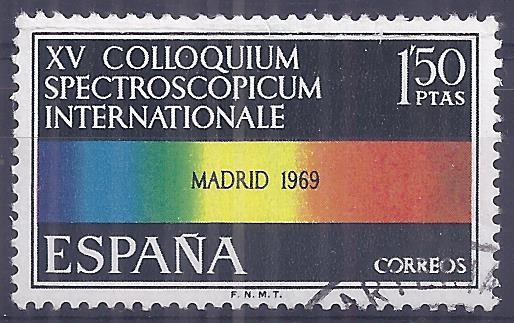 XV COLLOQUIUM
SPECTROSCOPICUM
INTERNATIONALE
1'50
PTAS
MADRID 1969
ESPAÑA
CORREOS
F.N.M.T.